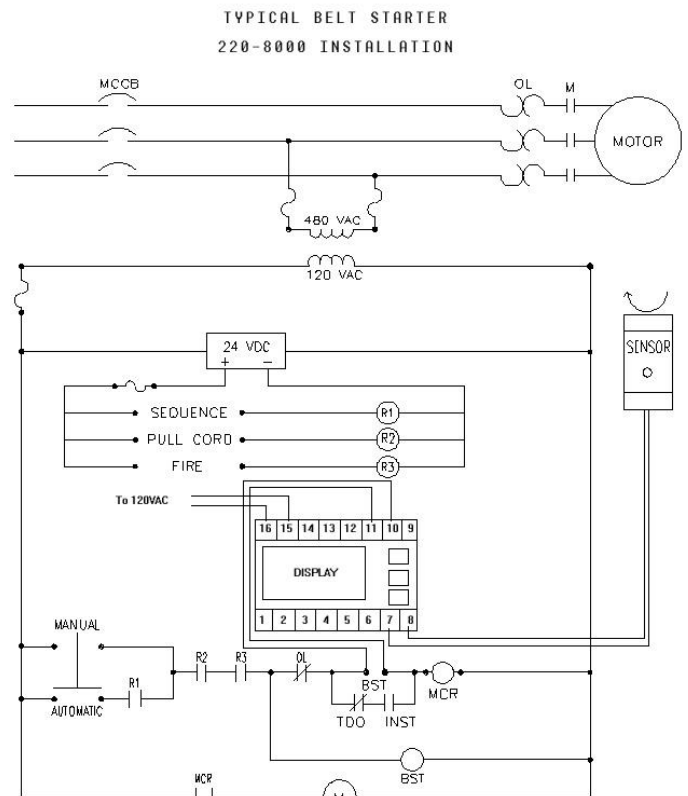 TYPICAL BELT STARTER
220-8000 INSTALLATION
MCCB
OL
M
MOTOR
480 VAC
120 VAC
24 VDC
+ −
SENSOR
SEQUENCE
R1
PULL CORD
R2
FIRE
R3
To 120VAC
16 15 14 13 12 11 10 9
DISPLAY
1 2 3 4 5 6 7 8
MANUAL
R2
R3
OL
R1
AUTOMATIC
BST
MCR
TDO
INST
BST
MCR
M